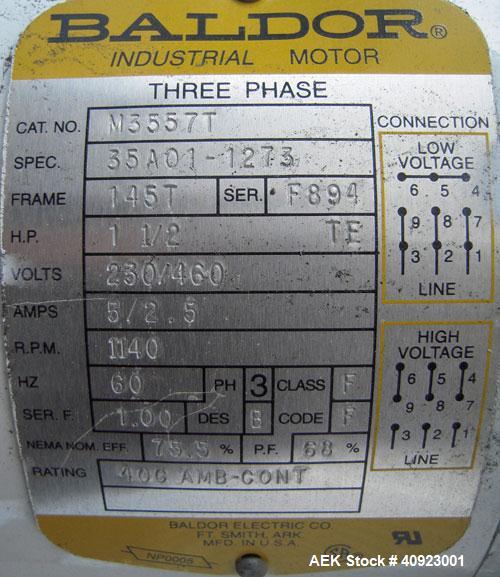 BALDOR®
INDUSTRIAL MOTOR
THREE PHASE
CAT. NO. M3557T
SPEC. 35A01-1273
FRAME 145T SER. F894
H.P. 1 1/2 TE
VOLTS 230/460
AMPS 5/2.5
R.P.M. 1140
HZ 60 PH 3 CLASS F
SER. F. 1.00 DES B CODE F
NEMA NOM. EFF. 75.5 % P.F. 68 %
RATING 40C AMB-CONT
CONNECTION
LOW
VOLTAGE
6 5 4
9 8 7
3 2 1
LINE
HIGH
VOLTAGE
6 5 4
9 8 7
3 2 1
LINE
BALDOR ELECTRIC CO.
FT. SMITH, ARK.
MFD. IN U.S.A.
NP0006
AEK Stock # 40923001